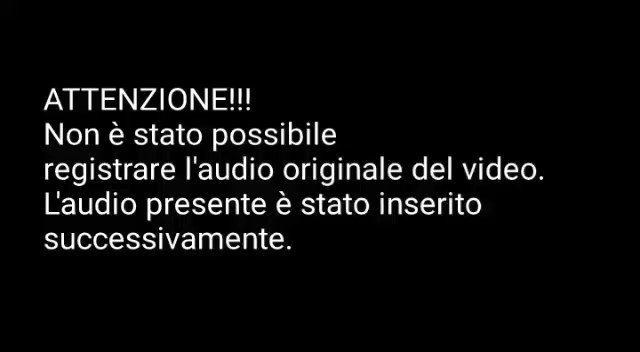 ATTENZIONE!!!
Non è stato possibile
registrare l'audio originale del video.
L'audio presente è stato inserito
successivamente.